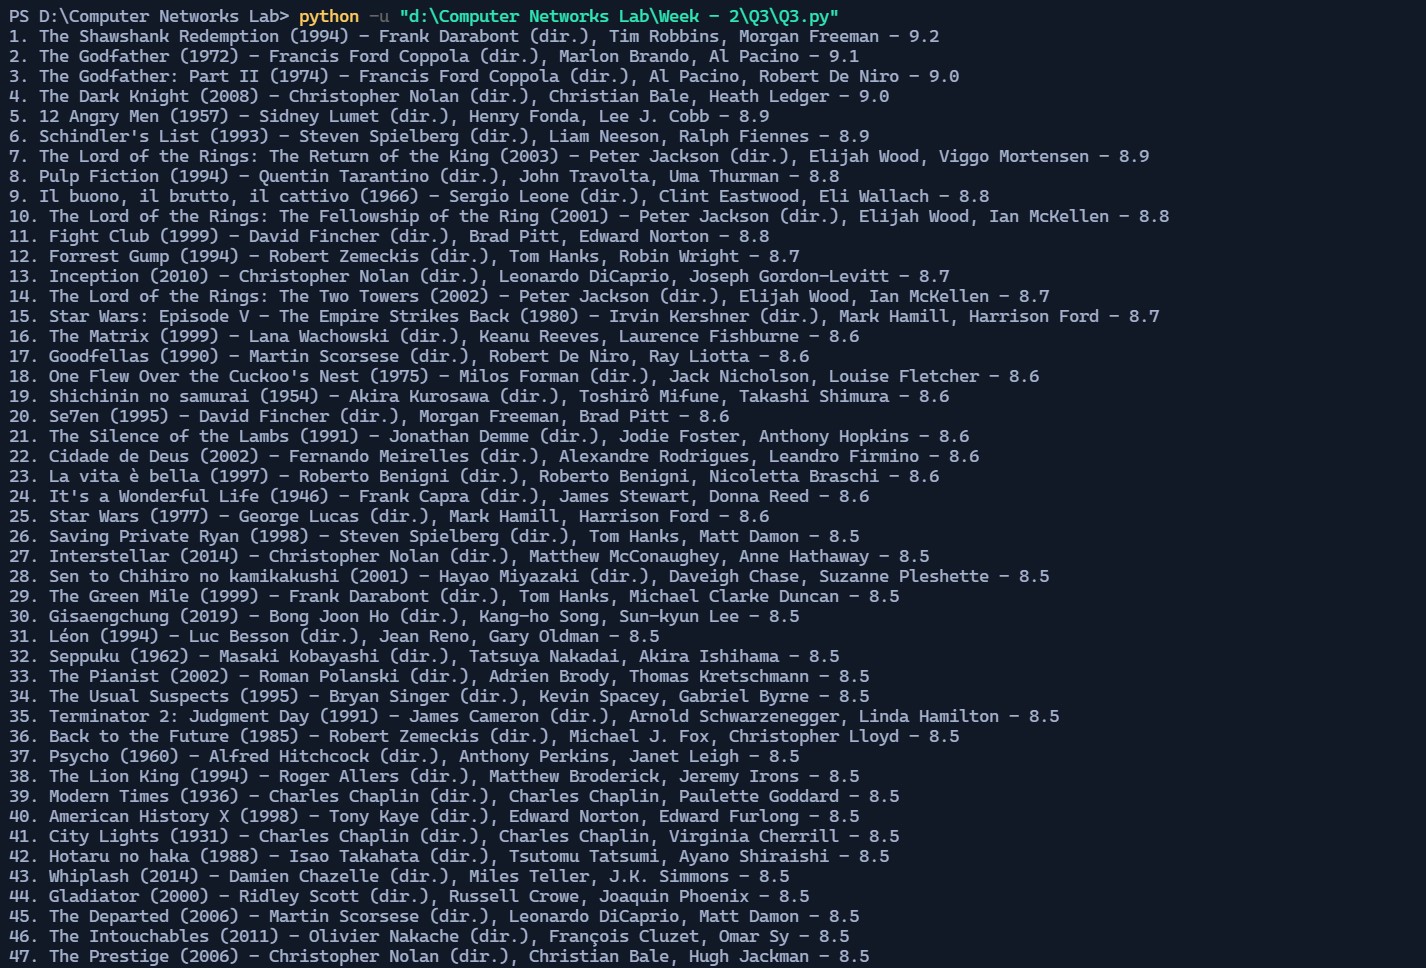 PS D:\Computer Networks Lab> python -u "d:\Computer Networks Lab\Week - 2\Q3\Q3.py"
1. The Shawshank Redemption (1994) - Frank Darabont (dir.), Tim Robbins, Morgan Freeman - 9.2
2. The Godfather (1972) - Francis Ford Coppola (dir.), Marlon Brando, Al Pacino - 9.1
3. The Godfather: Part II (1974) - Francis Ford Coppola (dir.), Al Pacino, Robert De Niro - 9.0
4. The Dark Knight (2008) - Christopher Nolan (dir.), Christian Bale, Heath Ledger - 9.0
5. 12 Angry Men (1957) - Sidney Lumet (dir.), Henry Fonda, Lee J. Cobb - 8.9
6. Schindler's List (1993) - Steven Spielberg (dir.), Liam Neeson, Ralph Fiennes - 8.9
7. The Lord of the Rings: The Return of the King (2003) - Peter Jackson (dir.), Elijah Wood, Viggo Mortensen - 8.9
8. Pulp Fiction (1994) - Quentin Tarantino (dir.), John Travolta, Uma Thurman - 8.8
9. Il buono, il brutto, il cattivo (1966) - Sergio Leone (dir.), Clint Eastwood, Eli Wallach - 8.8
10. The Lord of the Rings: The Fellowship of the Ring (2001) - Peter Jackson (dir.), Elijah Wood, Ian McKellen - 8.8
11. Fight Club (1999) - David Fincher (dir.), Brad Pitt, Edward Norton - 8.8
12. Forrest Gump (1994) - Robert Zemeckis (dir.), Tom Hanks, Robin Wright - 8.7
13. Inception (2010) - Christopher Nolan (dir.), Leonardo DiCaprio, Joseph Gordon-Levitt - 8.7
14. The Lord of the Rings: The Two Towers (2002) - Peter Jackson (dir.), Elijah Wood, Ian McKellen - 8.7
15. Star Wars: Episode V - The Empire Strikes Back (1980) - Irvin Kershner (dir.), Mark Hamill, Harrison Ford - 8.7
16. The Matrix (1999) - Lana Wachowski (dir.), Keanu Reeves, Laurence Fishburne - 8.6
17. Goodfellas (1990) - Martin Scorsese (dir.), Robert De Niro, Ray Liotta - 8.6
18. One Flew Over the Cuckoo's Nest (1975) - Milos Forman (dir.), Jack Nicholson, Louise Fletcher - 8.6
19. Shichinin no samurai (1954) - Akira Kurosawa (dir.), Toshirô Mifune, Takashi Shimura - 8.6
20. Se7en (1995) - David Fincher (dir.), Morgan Freeman, Brad Pitt - 8.6
21. The Silence of the Lambs (1991) - Jonathan Demme (dir.), Jodie Foster, Anthony Hopkins - 8.6
22. Cidade de Deus (2002) - Fernando Meirelles (dir.), Alexandre Rodrigues, Leandro Firmino - 8.6
23. La vita è bella (1997) - Roberto Benigni (dir.), Roberto Benigni, Nicoletta Braschi - 8.6
24. It's a Wonderful Life (1946) - Frank Capra (dir.), James Stewart, Donna Reed - 8.6
25. Star Wars (1977) - George Lucas (dir.), Mark Hamill, Harrison Ford - 8.6
26. Saving Private Ryan (1998) - Steven Spielberg (dir.), Tom Hanks, Matt Damon - 8.5
27. Interstellar (2014) - Christopher Nolan (dir.), Matthew McConaughey, Anne Hathaway - 8.5
28. Sen to Chihiro no kamikakushi (2001) - Hayao Miyazaki (dir.), Daveigh Chase, Suzanne Pleshette - 8.5
29. The Green Mile (1999) - Frank Darabont (dir.), Tom Hanks, Michael Clarke Duncan - 8.5
30. Gisaengchung (2019) - Bong Joon Ho (dir.), Kang-ho Song, Sun-kyun Lee - 8.5
31. Léon (1994) - Luc Besson (dir.), Jean Reno, Gary Oldman - 8.5
32. Seppuku (1962) - Masaki Kobayashi (dir.), Tatsuya Nakadai, Akira Ishihama - 8.5
33. The Pianist (2002) - Roman Polanski (dir.), Adrien Brody, Thomas Kretschmann - 8.5
34. The Usual Suspects (1995) - Bryan Singer (dir.), Kevin Spacey, Gabriel Byrne - 8.5
35. Terminator 2: Judgment Day (1991) - James Cameron (dir.), Arnold Schwarzenegger, Linda Hamilton - 8.5
36. Back to the Future (1985) - Robert Zemeckis (dir.), Michael J. Fox, Christopher Lloyd - 8.5
37. Psycho (1960) - Alfred Hitchcock (dir.), Anthony Perkins, Janet Leigh - 8.5
38. The Lion King (1994) - Roger Allers (dir.), Matthew Broderick, Jeremy Irons - 8.5
39. Modern Times (1936) - Charles Chaplin (dir.), Charles Chaplin, Paulette Goddard - 8.5
40. American History X (1998) - Tony Kaye (dir.), Edward Norton, Edward Furlong - 8.5
41. City Lights (1931) - Charles Chaplin (dir.), Charles Chaplin, Virginia Cherrill - 8.5
42. Hotaru no haka (1988) - Isao Takahata (dir.), Tsutomu Tatsumi, Ayano Shiraishi - 8.5
43. Whiplash (2014) - Damien Chazelle (dir.), Miles Teller, J.K. Simmons - 8.5
44. Gladiator (2000) - Ridley Scott (dir.), Russell Crowe, Joaquin Phoenix - 8.5
45. The Departed (2006) - Martin Scorsese (dir.), Leonardo DiCaprio, Matt Damon - 8.5
46. The Intouchables (2011) - Olivier Nakache (dir.), François Cluzet, Omar Sy - 8.5
47. The Prestige (2006) - Christopher Nolan (dir.), Christian Bale, Hugh Jackman - 8.5